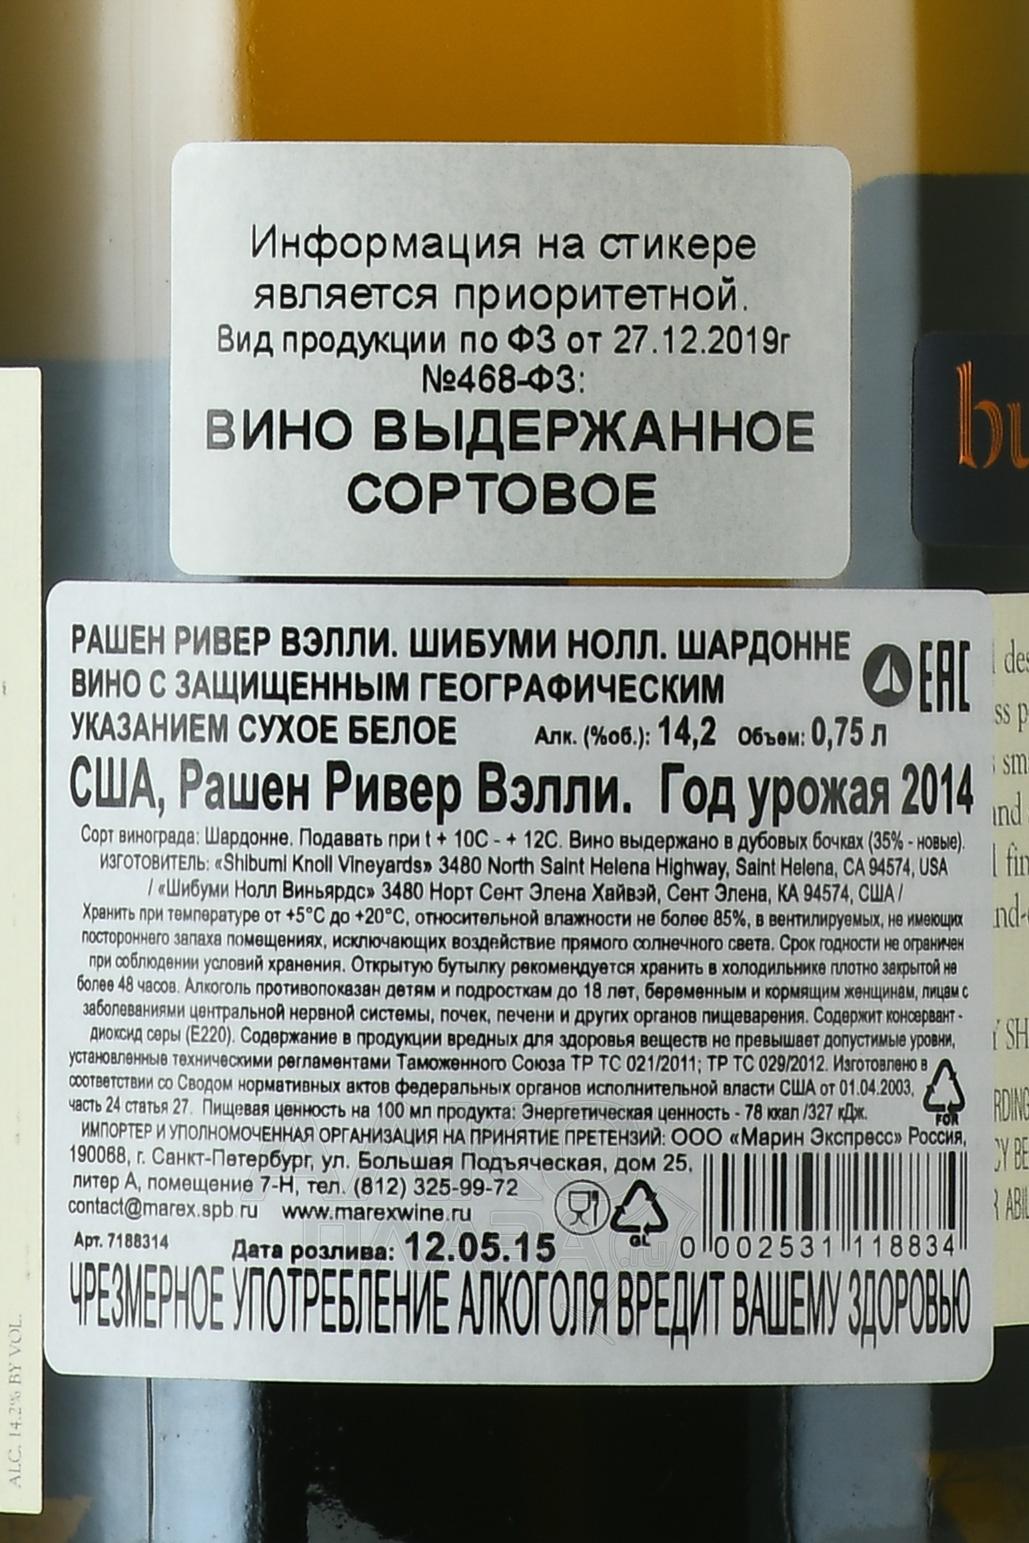 Информация на стикере
является приоритетной.
Вид продукции по ФЗ от 27.12.2019г
№468-ФЗ:
ВИНО ВЫДЕРЖАННОЕ
СОРТОВОЕ
bu
РАШЕН РИВЕР ВЭЛЛИ. ШИБУМИ НОЛЛ. ШАРДОННЕ
ВИНО С ЗАЩИЩЕННЫМ ГЕОГРАФИЧЕСКИМ
УКАЗАНИЕМ СУХОЕ БЕЛОЕ Алк. (%об.): 14,2 Объем: 0,75 л
EAC
США, Рашен Ривер Вэлли. Год урожая 2014
Сорт винограда: Шардонне. Подавать при t + 10С - + 12С. Вино выдержано в дубовых бочках (35% - новые).
ИЗГОТОВИТЕЛЬ: «Shibumi Knoll Vineyards» 3480 North Saint Helena Highway, Saint Helena, CA 94574, USA
/ «Шибуми Нолл Виньярдс» 3480 Норт Сент Элена Хайвэй, Сент Элена, КА 94574, США /
Хранить при температуре от +5°С до +20°С, относительной влажности не более 85%, в вентилируемых, не имеющих
постороннего запаха помещениях, исключающих воздействие прямого солнечного света. Срок годности не ограничен
при соблюдении условий хранения. Открытую бутылку рекомендуется хранить в холодильнике плотно закрытой не
более 48 часов. Алкоголь противопоказан детям и подросткам до 18 лет, беременным и кормящим женщинам, лицам с
заболеваниями центральной нервной системы, почек, печени и других органов пищеварения. Содержит консервант -
диоксид серы (Е220). Содержание в продукции вредных для здоровья веществ не превышает допустимые уровни,
установленные техническими регламентами Таможенного Союза ТР ТС 021/2011; ТР ТС 029/2012. Изготовлено в
соответствии со Сводом нормативных актов федеральных органов исполнительной власти США от 01.04.2003,
часть 24 статья 27. Пищевая ценность на 100 мл продукта: Энергетическая ценность - 78 ккал /327 кДж.
FOR
ИМПОРТЕР И УПОЛНОМОЧЕННАЯ ОРГАНИЗАЦИЯ НА ПРИНЯТИЕ ПРЕТЕНЗИЙ: ООО «Марин Экспресс» Россия,
190068, г. Санкт-Петербург, ул. Большая Подъяческая, дом 25,
литер А, помещение 7-Н, тел. (812) 325-99-72
contact@marex.spb.ru www.marexwine.ru
GL
0 002531 118834
Арт. 7188314 Дата розлива: 12.05.15
ЧРЕЗМЕРНОЕ УПОТРЕБЛЕНИЕ АЛКОГОЛЯ ВРЕДИТ ВАШЕМУ ЗДОРОВЬЮ
ALC. 14.2% BY VOL.